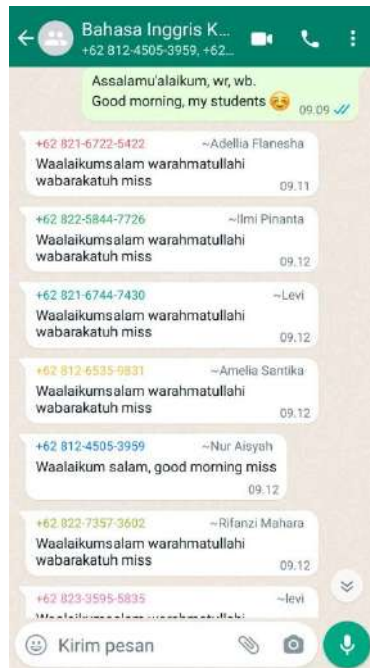 Bahasa Inggris K...
+62 812-4505-3959, +62...
Assalamu'alaikum, wr, wb.
Good morning, my students
09.09
+62 821-6722-5422 ~Adellia Flanesha
Waalaikumsalam warahmatullahi
wabarakatuh miss
09.11
+62 822-5844-7726 ~Ilmi Pinanta
Waalaikumsalam warahmatullahi
wabarakatuh miss
09.12
+62 821-6744-7430 ~Levi
Waalaikumsalam warahmatullahi
wabarakatuh miss
09.12
+62 812-6535-9831 ~Amelia Santika
Waalaikumsalam warahmatullahi
wabarakatuh miss
09.12
+62 812-4505-3959 ~Nur Aisyah
Waalaikum salam, good morning miss
09.12
+62 822-7357-3602 ~Rifanzi Mahara
Waalaikumsalam warahmatullahi
wabarakatuh miss
09.12
+62 823-3595-5835 ~levi
Kirim pesan